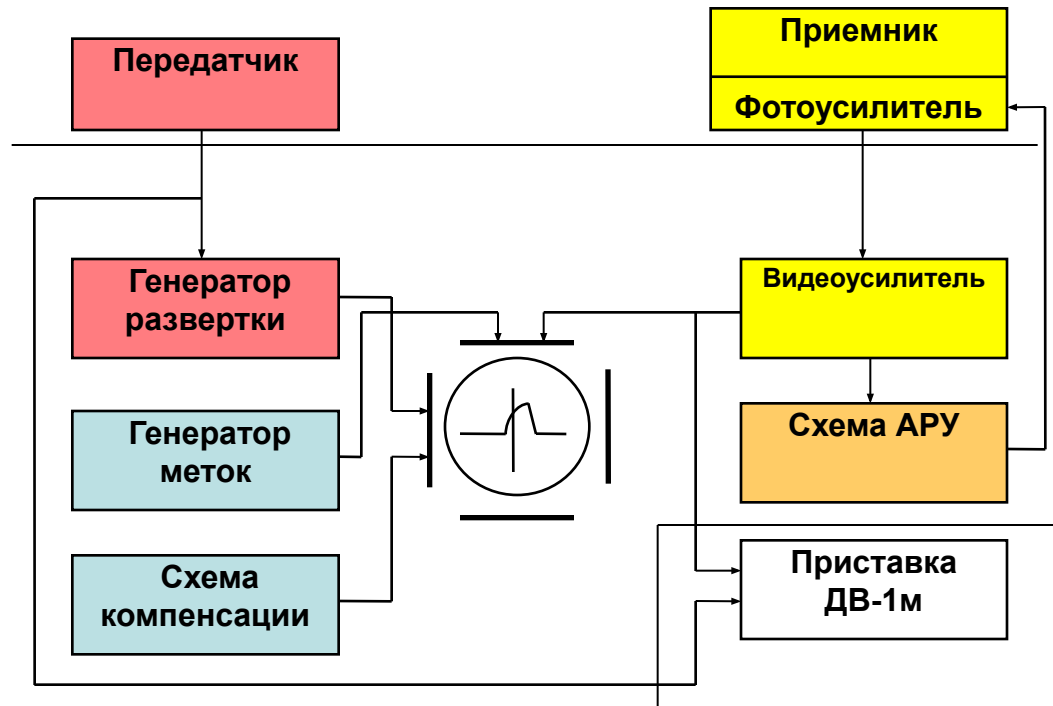 Передатчик
Приемник
Фотоусилитель
Генератор
развертки
Видеоусилитель
Генератор
меток
Схема АРУ
Схема
компенсации
Приставка
ДВ-1м